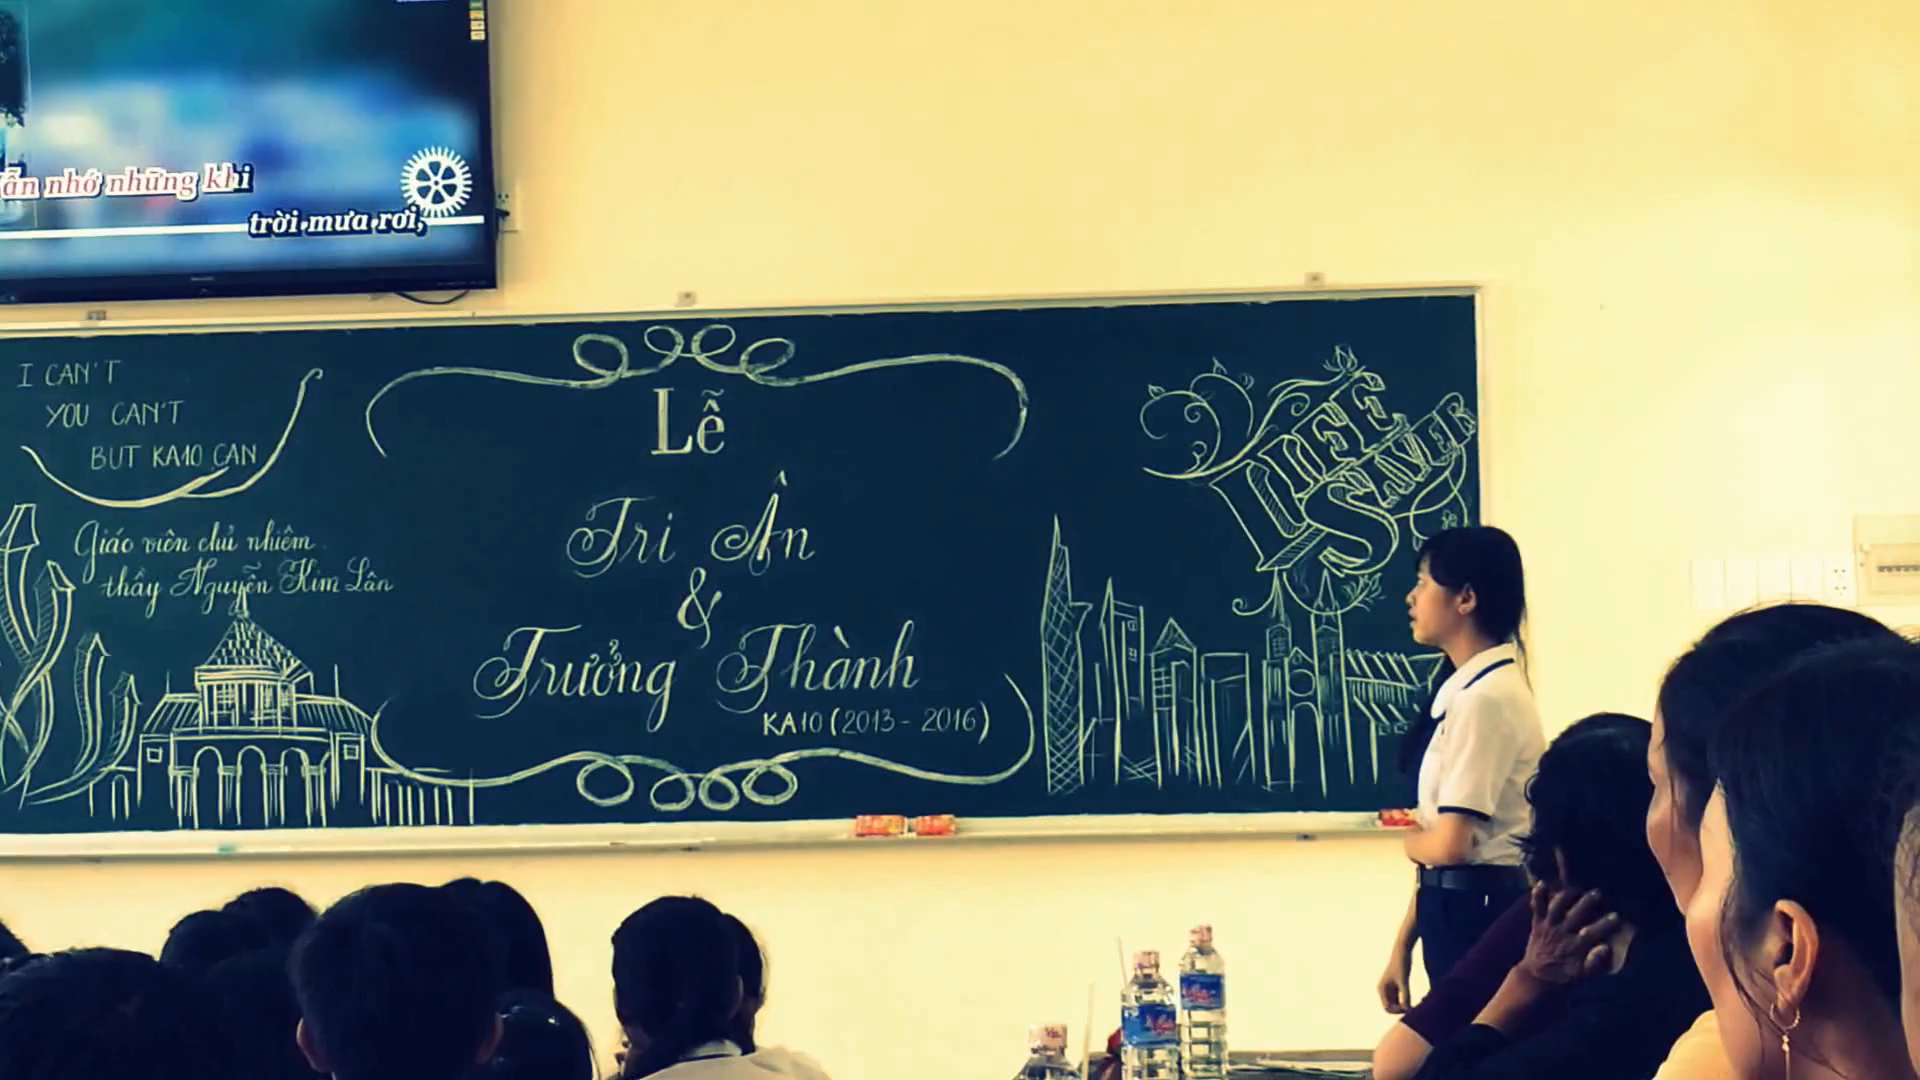 ẫn nhớ những khi
trời mưa rơi,
I CAN'T
YOU CAN'T
BUT KA10 CAN
Giáo viên chủ nhiệm
thầy Nguyễn Kim Lân
Lễ
Tri Ân
&
Trưởng Thành
KA10 (2013 - 2016)
LIFE
SAVER